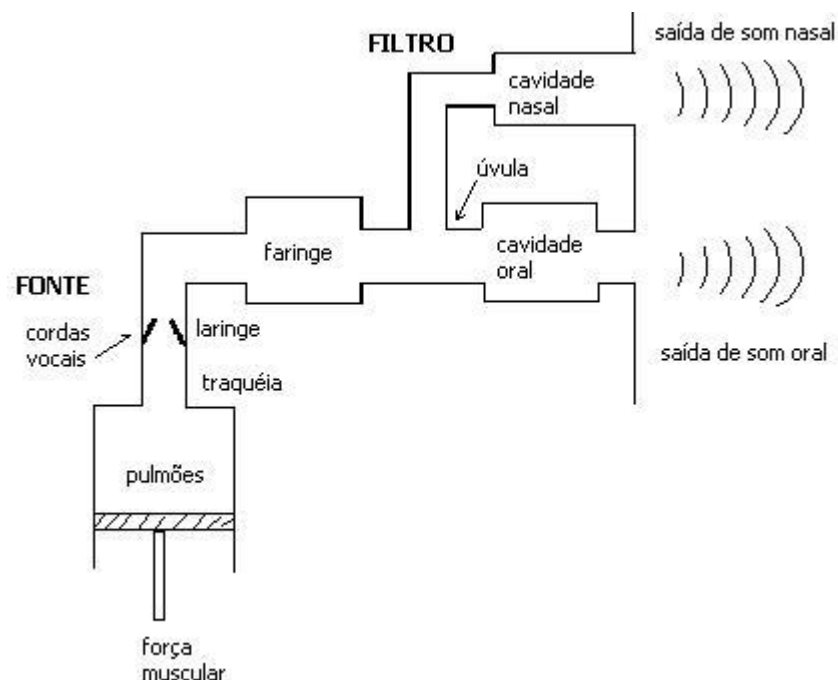 saída de som nasal
FILTRO
cavidade
nasal
úvula
faringe
cavidade
oral
FONTE
cordas
vocais
laringe
saída de som oral
traquéia
pulmões
força
muscular